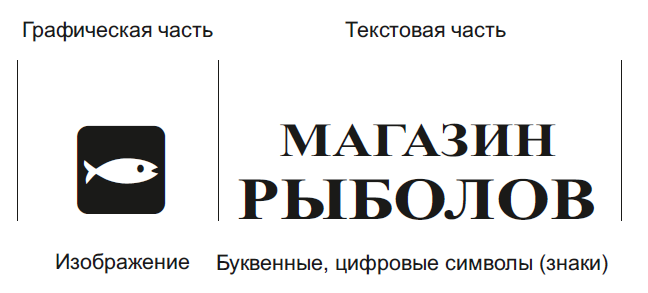 Графическая часть
Текстовая часть
МАГАЗИН
РЫБОЛОВ
Изображение
Буквенные, цифровые символы (знаки)